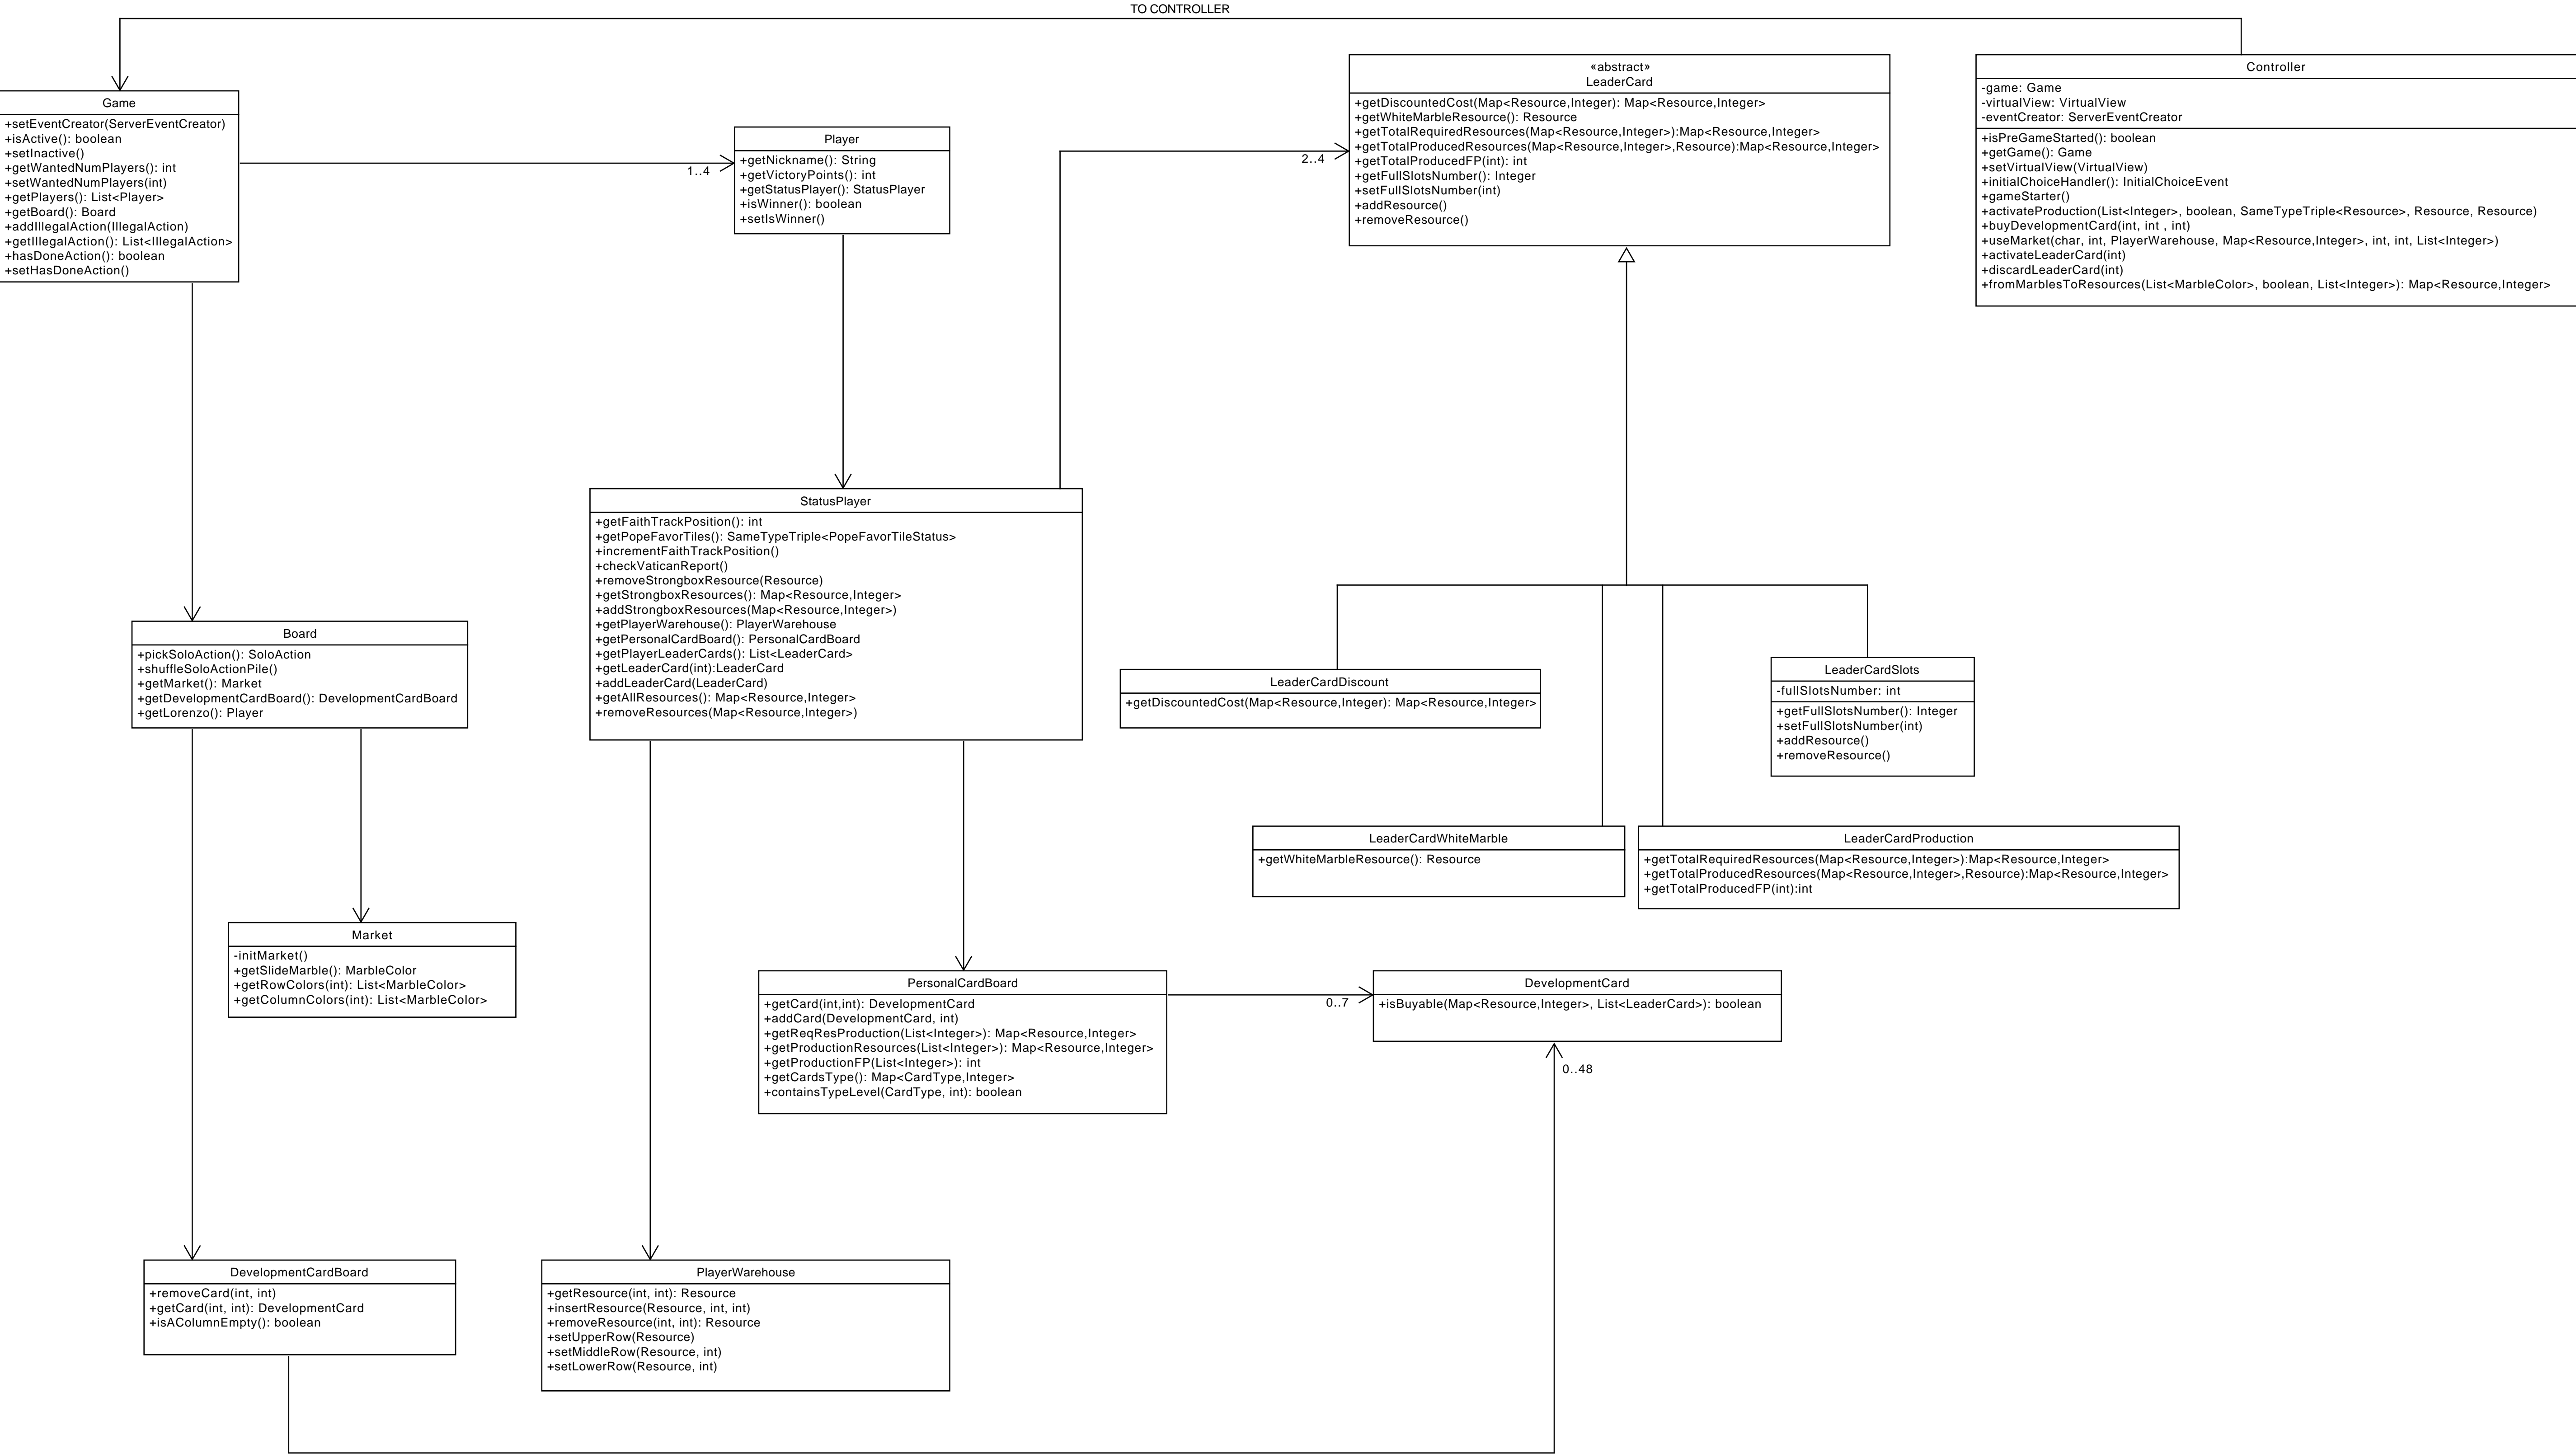 TO CONTROLLER
Game
+setEventCreator(ServerEventCreator)
+isActive(): boolean
+setInactive()
+getWantedNumPlayers(): int
+setWantedNumPlayers(int)
+getPlayers(): List<Player>
+getBoard(): Board
+addIllegalAction(IllegalAction)
+getIllegalAction(): List<IllegalAction>
+hasDoneAction(): boolean
+setHasDoneAction()
1..4
Player
+getNickname(): String
+getVictoryPoints(): int
+getStatusPlayer(): StatusPlayer
+isWinner(): boolean
+setIsWinner()
2..4
«abstract»
LeaderCard
+getDiscountedCost(Map<Resource,Integer): Map<Resource,Integer>
+getWhiteMarbleResource(): Resource
+getTotalRequiredResources(Map<Resource,Integer>):Map<Resource,Integer>
+getTotalProducedResources(Map<Resource,Integer>,Resource):Map<Resource,Integer>
+getTotalProducedFP(int): int
+getFullSlotsNumber(): Integer
+setFullSlotsNumber(int)
+addResource()
+removeResource()
Controller
-game: Game
-virtualView: VirtualView
-eventCreator: ServerEventCreator
+isPreGameStarted(): boolean
+getGame(): Game
+setVirtualView(VirtualView)
+initialChoiceHandler(): InitialChoiceEvent
+gameStarter()
+activateProduction(List<Integer>, boolean, SameTypeTriple<Resource>, Resource, Resource)
+buyDevelopmentCard(int, int , int)
+useMarket(char, int, PlayerWarehouse, Map<Resource,Integer>, int, int, List<Integer>)
+activateLeaderCard(int)
+discardLeaderCard(int)
+fromMarblesToResources(List<MarbleColor>, boolean, List<Integer>): Map<Resource,Integer>
StatusPlayer
+getFaithTrackPosition(): int
+getPopeFavorTiles(): SameTypeTriple<PopeFavorTileStatus>
+incrementFaithTrackPosition()
+checkVaticanReport()
+removeStrongboxResource(Resource)
+getStrongboxResources(): Map<Resource,Integer>
+addStrongboxResources(Map<Resource,Integer>)
+getPlayerWarehouse(): PlayerWarehouse
+getPersonalCardBoard(): PersonalCardBoard
+getPlayerLeaderCards(): List<LeaderCard>
+getLeaderCard(int):LeaderCard
+addLeaderCard(LeaderCard)
+getAllResources(): Map<Resource,Integer>
+removeResources(Map<Resource,Integer>)
Board
+pickSoloAction(): SoloAction
+shuffleSoloActionPile()
+getMarket(): Market
+getDevelopmentCardBoard(): DevelopmentCardBoard
+getLorenzo(): Player
LeaderCardDiscount
+getDiscountedCost(Map<Resource,Integer): Map<Resource,Integer>
LeaderCardSlots
-fullSlotsNumber: int
+getFullSlotsNumber(): Integer
+setFullSlotsNumber(int)
+addResource()
+removeResource()
LeaderCardWhiteMarble
+getWhiteMarbleResource(): Resource
LeaderCardProduction
+getTotalRequiredResources(Map<Resource,Integer>):Map<Resource,Integer>
+getTotalProducedResources(Map<Resource,Integer>,Resource):Map<Resource,Integer>
+getTotalProducedFP(int):int
Market
-initMarket()
+getSlideMarble(): MarbleColor
+getRowColors(int): List<MarbleColor>
+getColumnColors(int): List<MarbleColor>
PersonalCardBoard
+getCard(int,int): DevelopmentCard
+addCard(DevelopmentCard, int)
+getReqResProduction(List<Integer>): Map<Resource,Integer>
+getProductionResources(List<Integer>): Map<Resource,Integer>
+getProductionFP(List<Integer>): int
+getCardsType(): Map<CardType,Integer>
+containsTypeLevel(CardType, int): boolean
0..7
DevelopmentCard
+isBuyable(Map<Resource,Integer>, List<LeaderCard>): boolean
0..48
DevelopmentCardBoard
+removeCard(int, int)
+getCard(int, int): DevelopmentCard
+isAColumnEmpty(): boolean
PlayerWarehouse
+getResource(int, int): Resource
+insertResource(Resource, int, int)
+removeResource(int, int): Resource
+setUpperRow(Resource)
+setMiddleRow(Resource, int)
+setLowerRow(Resource, int)